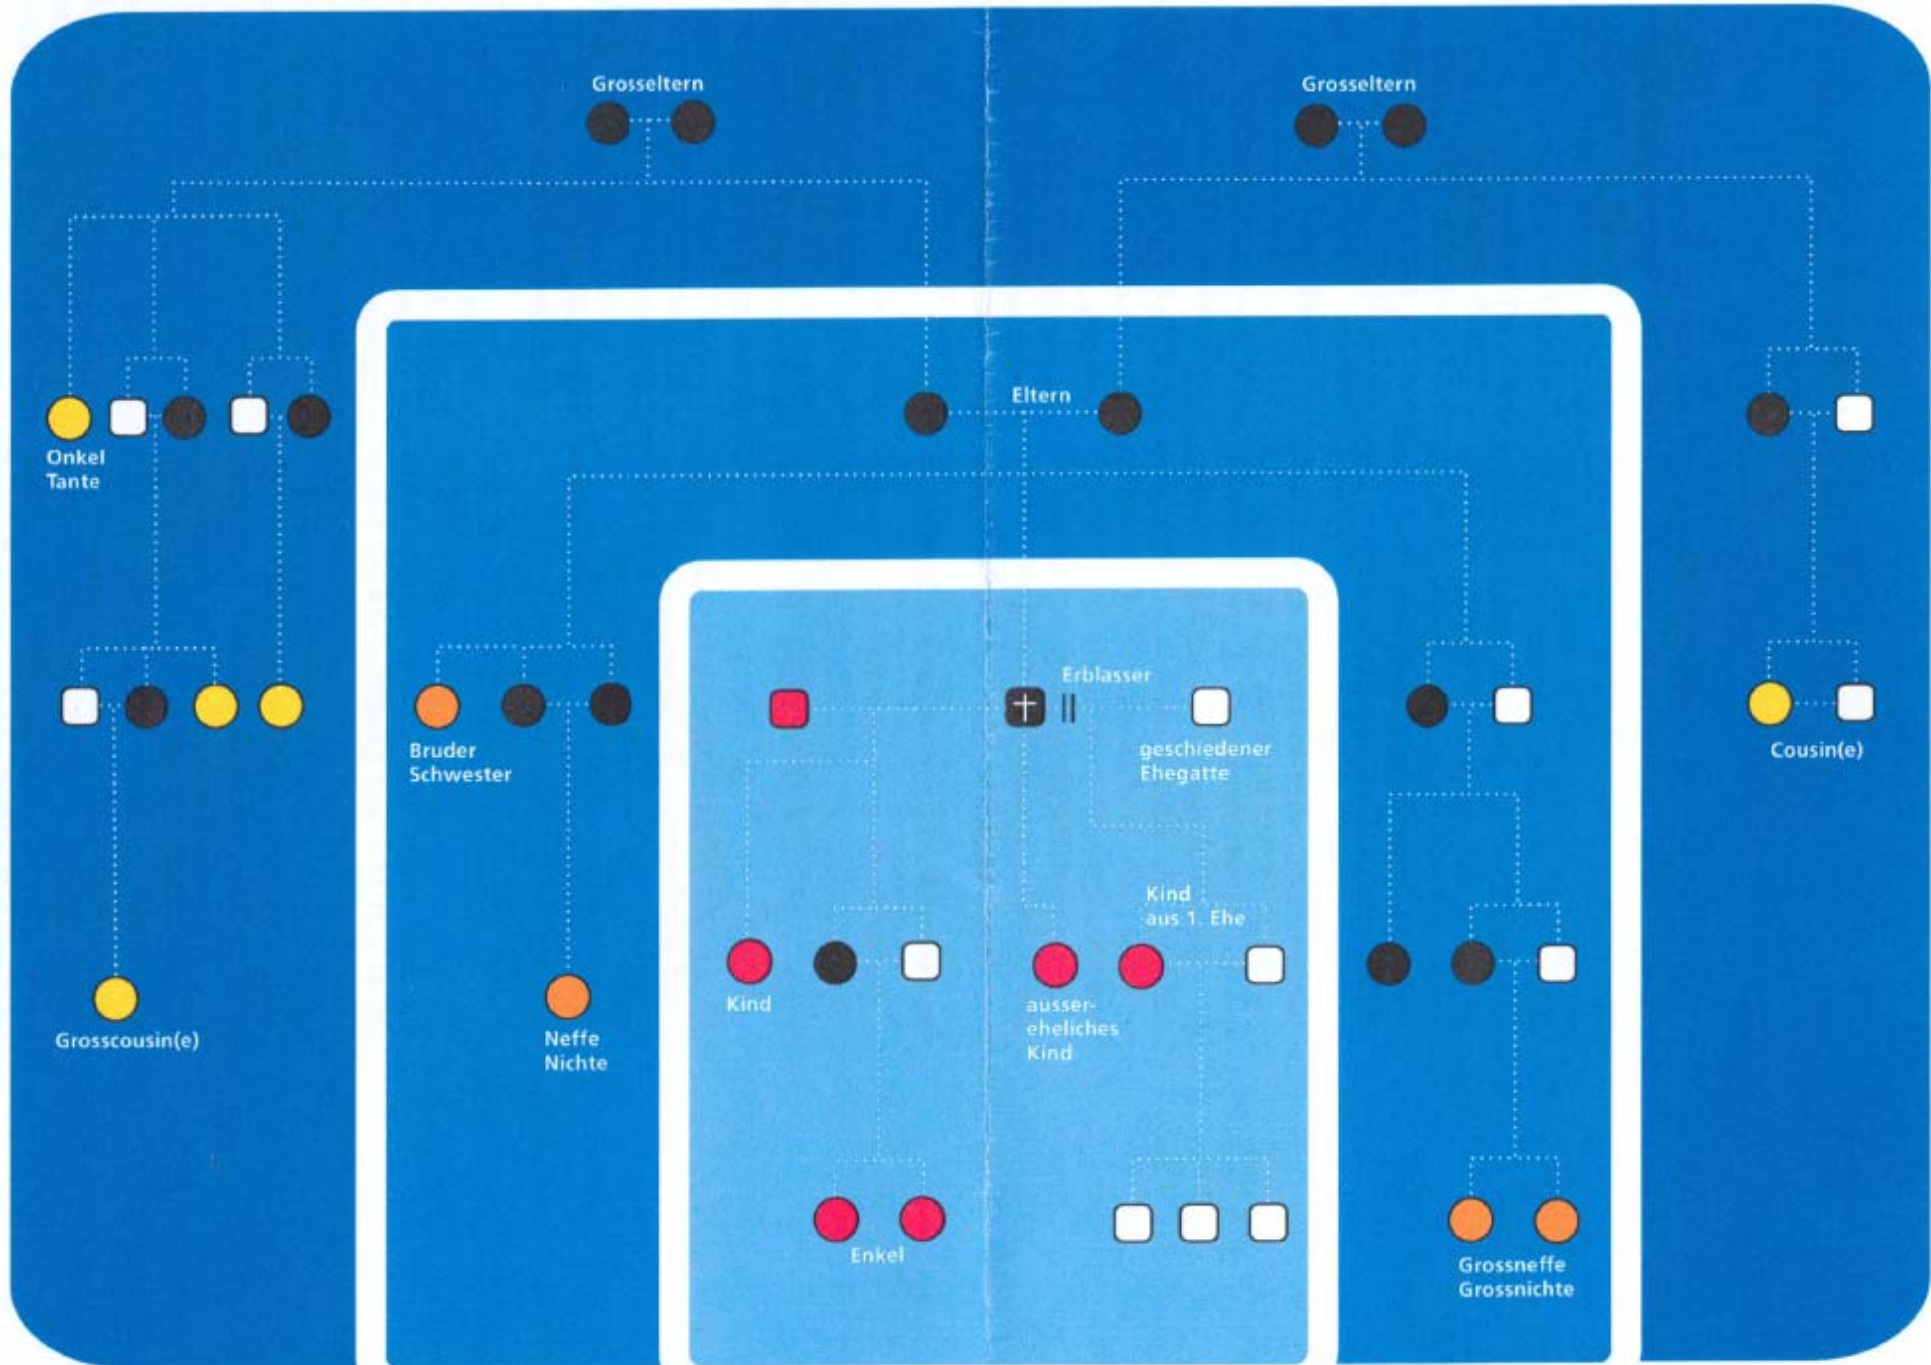 Grosseltern
Grosseltern
Eltern
Onkel
Tante
Erblasser
Bruder
Schwester
geschiedener
Ehegatte
Cousin(e)
Kind
aus 1. Ehe
Kind
ausser-
eheliches
Kind
Grosscousin(e)
Neffe
Nichte
Enkel
Grossneffe
Grossnichte